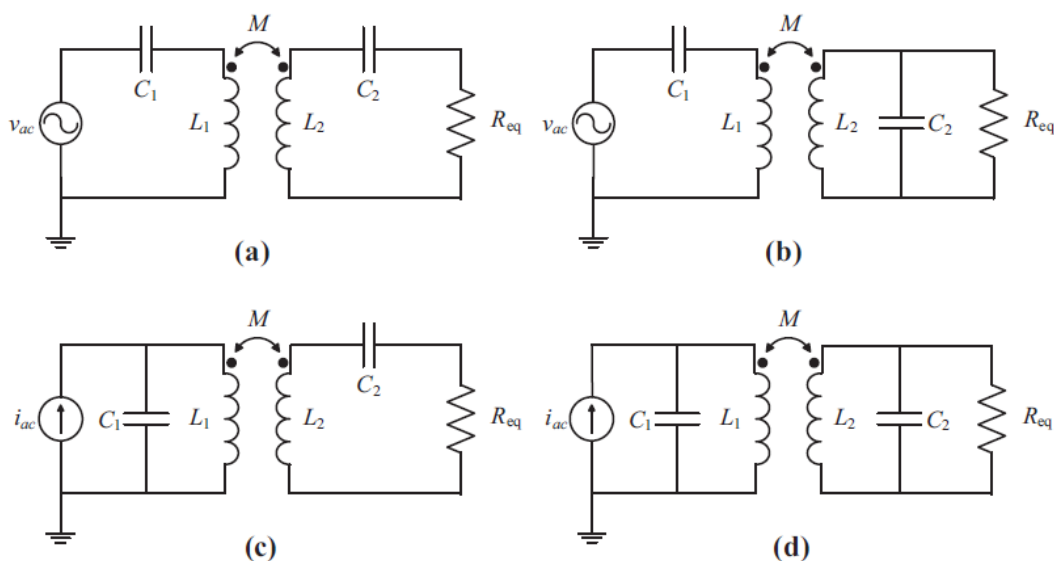 M
C1
C2
vac
L1
L2
Req
(a)
M
C1
vac
L1
L2
C2
Req
(b)
M
C2
iac
C1
L1
L2
Req
(c)
M
iac
C1
L1
L2
C2
Req
(d)